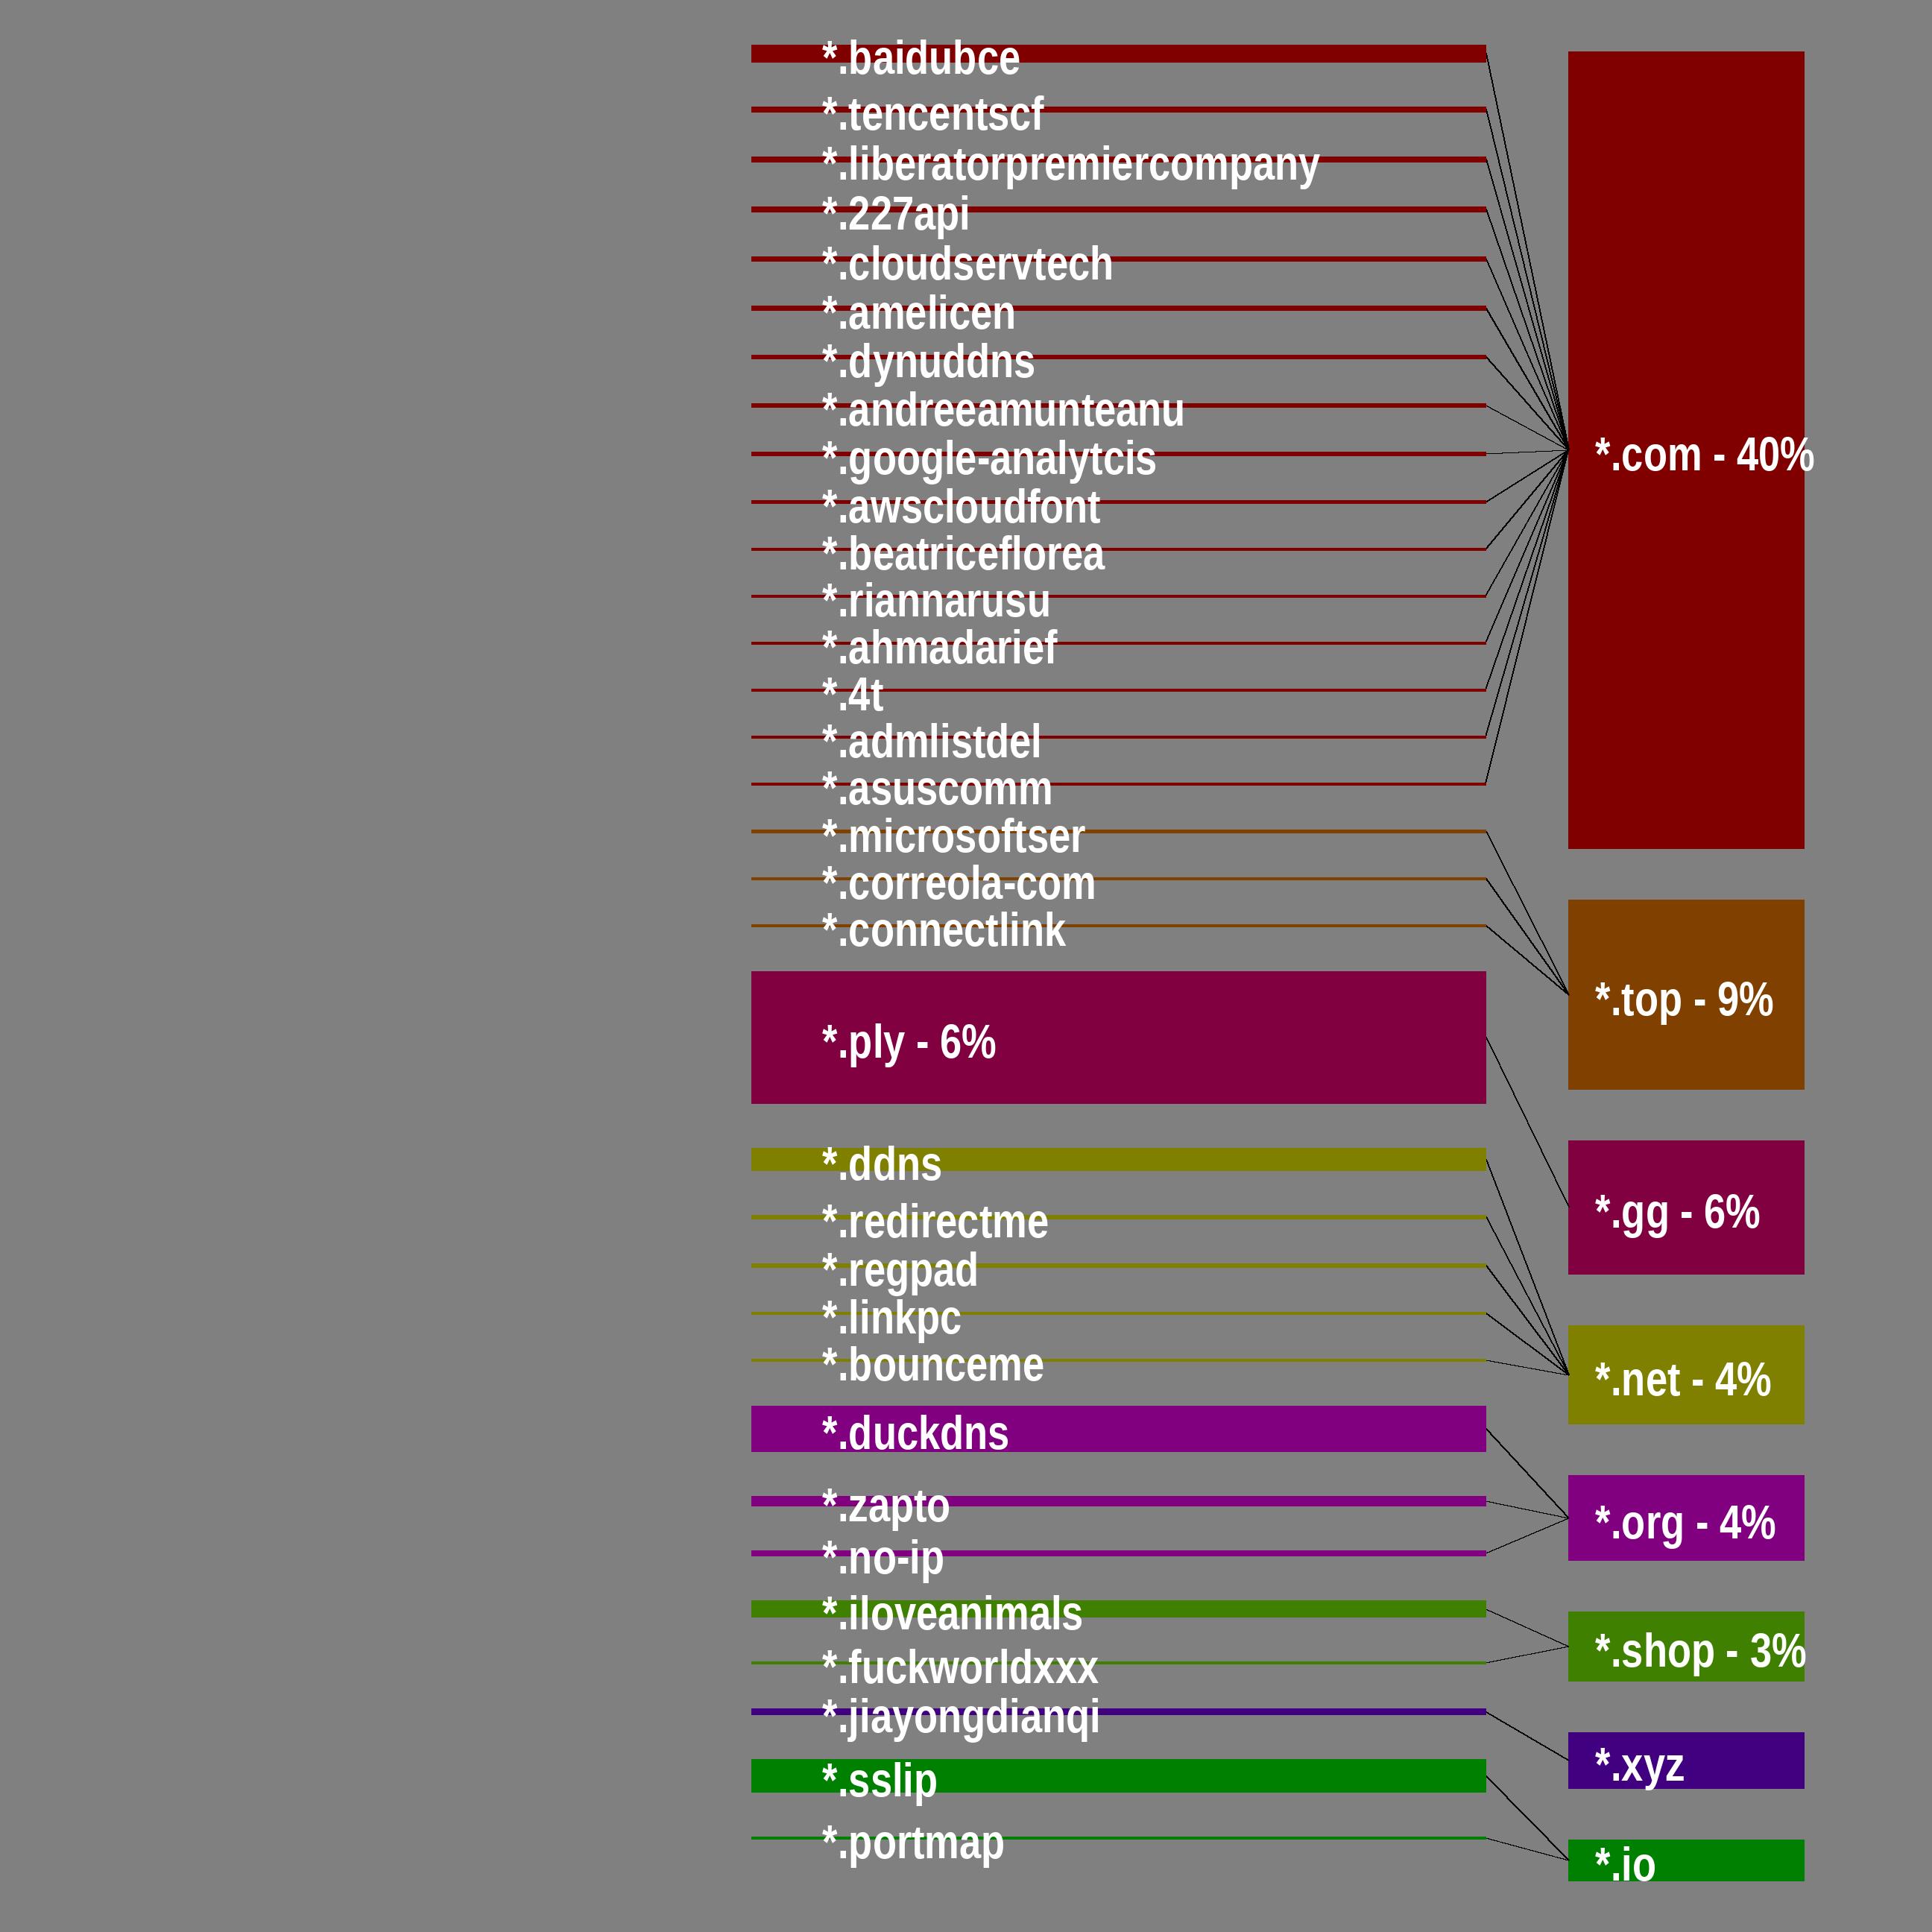 *.baidubce
*.tencentscf
*.liberatorpremiercompany
*.227api
*.cloudservtech
*.amelicen
*.dynuddns
*.andreeamunteanu
*.google-analytcis
*.awscloudfont
*.beatriceflorea
*.riannarusu
*.ahmadarief
*.4t
*.admlistdel
*.asuscomm
*.com - 40%
*.microsoftser
*.correola-com
*.connectlink
*.top - 9%
*.ply - 6%
*.gg - 6%
*.ddns
*.redirectme
*.regpad
*.linkpc
*.bounceme
*.net - 4%
*.duckdns
*.zapto
*.no-ip
*.org - 4%
*.iloveanimals
*.fuckworldxxx
*.shop - 3%
*.jiayongdianqi
*.xyz
*.sslip
*.portmap
*.io